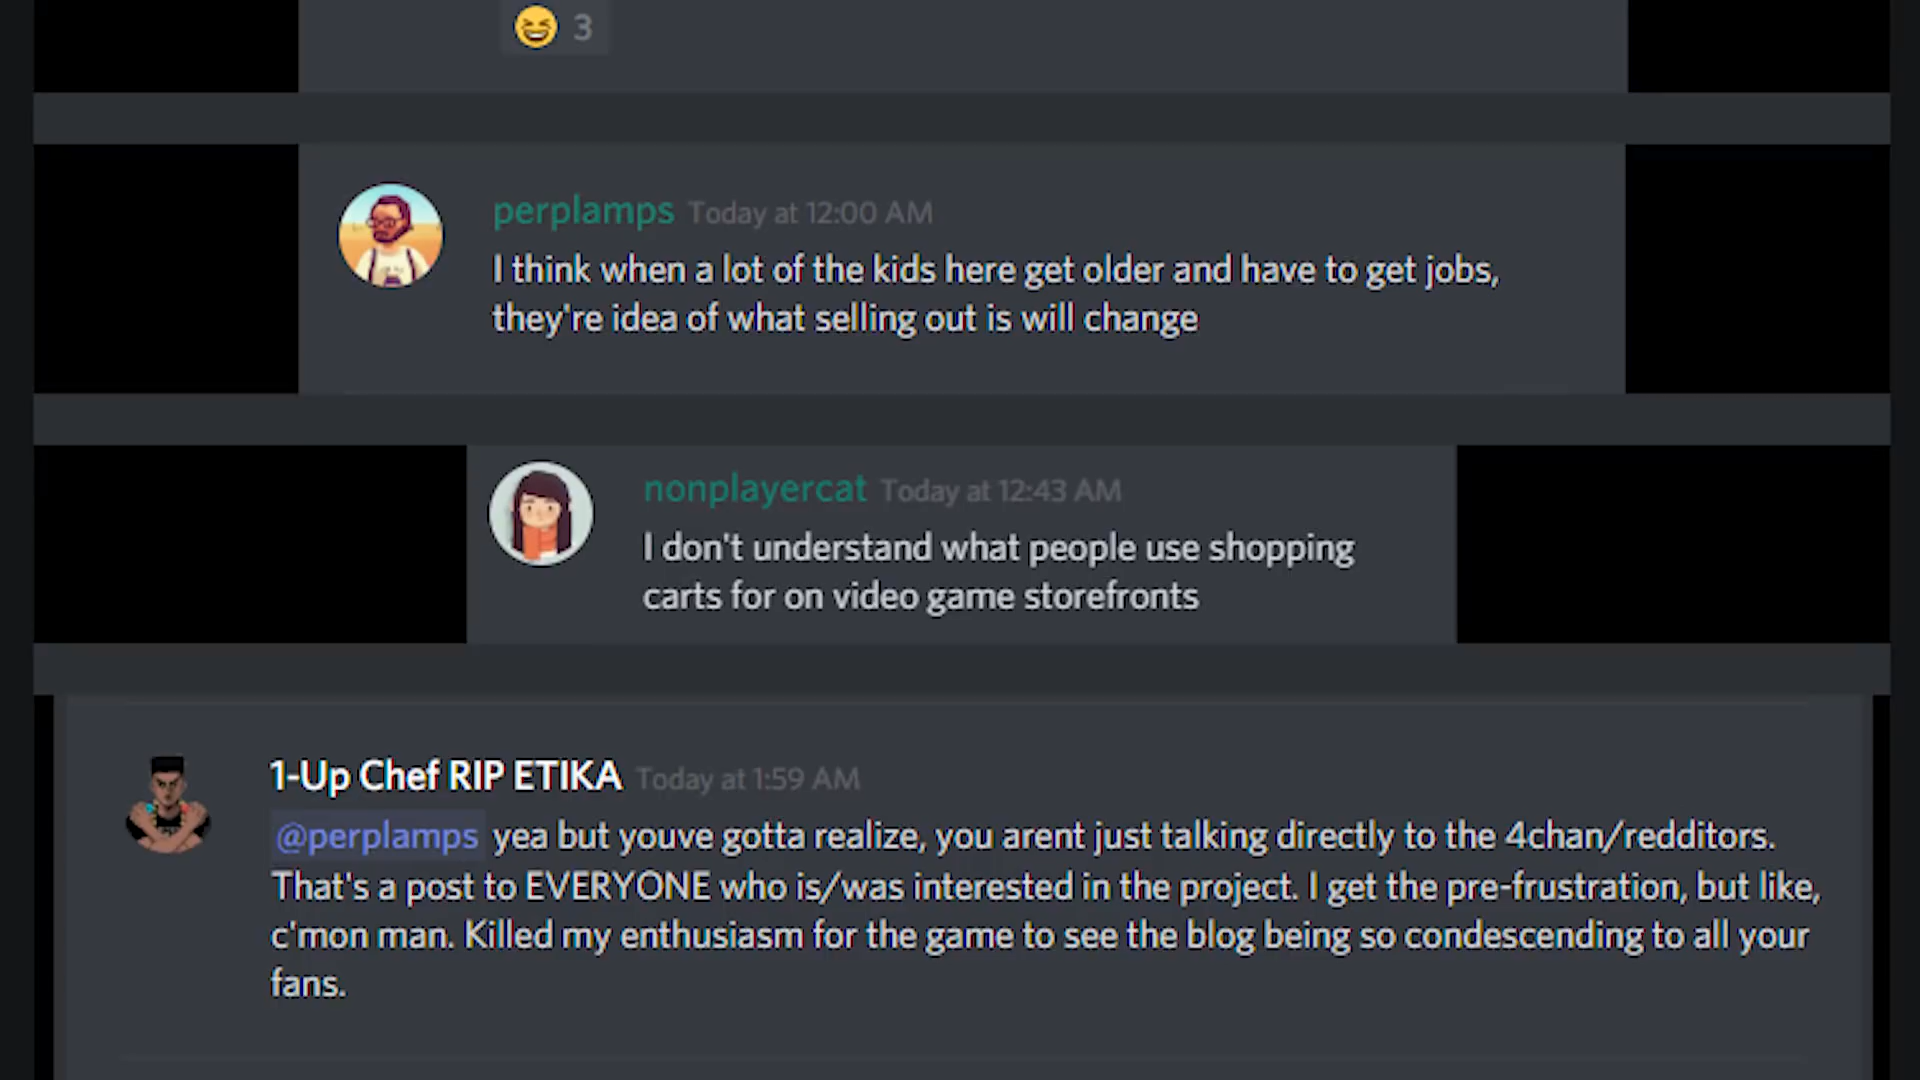 3
perplamps Today at 12:00 AM
I think when a lot of the kids here get older and have to get jobs,
they're idea of what selling out is will change
nonplayercat Today at 12:43 AM
I don't understand what people use shopping
carts for on video game storefronts
1-Up Chef RIP ETIKA Today at 1:59 AM
@perplamps yea but youve gotta realize, you arent just talking directly to the 4chan/redditors.
That's a post to EVERYONE who is/was interested in the project. I get the pre-frustration, but like,
c'mon man. Killed my enthusiasm for the game to see the blog being so condescending to all your
fans.